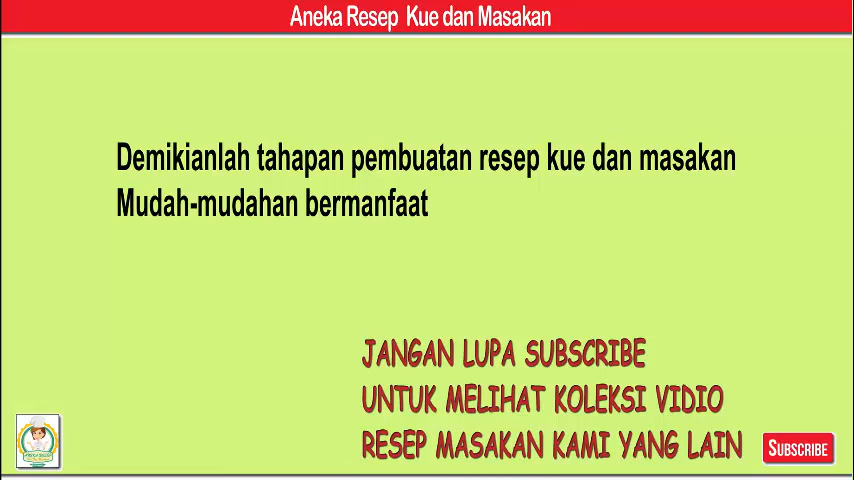 Aneka Resep Kue dan Masakan
Demikianlah tahapan pembuatan resep kue dan masakan
Mudah-mudahan bermanfaat
JANGAN LUPA SUBSCRIBE
UNTUK MELIHAT KOLEKSI VIDIO
RESEP MASAKAN KAMI YANG LAIN
SUBSCRIBE